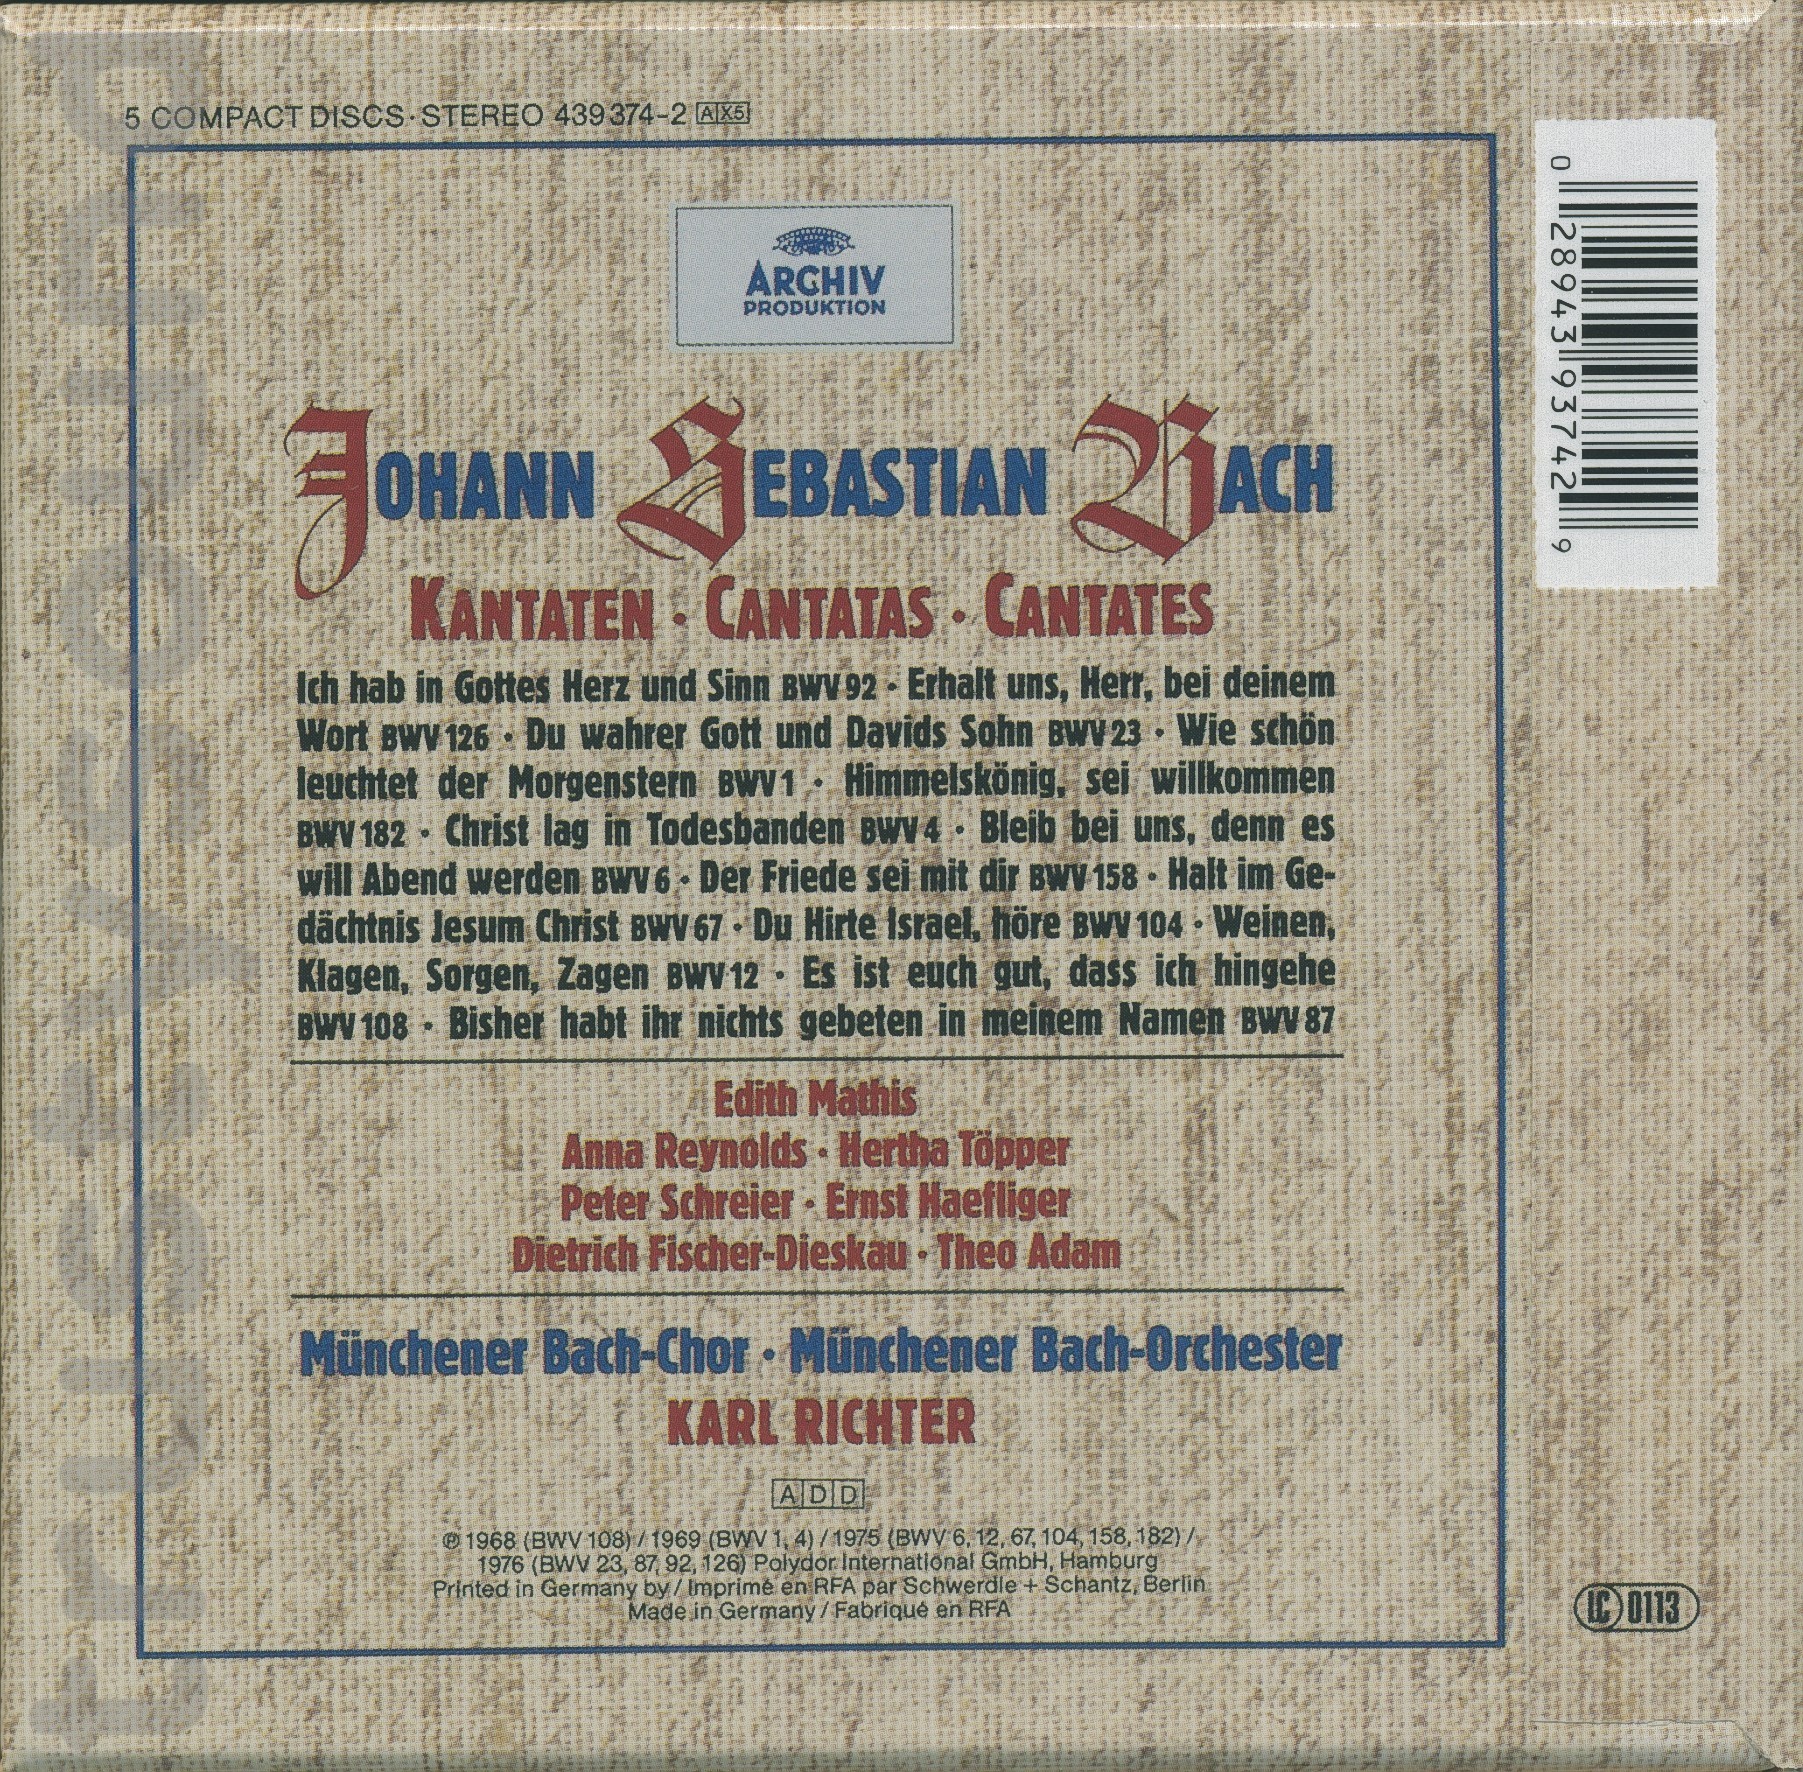 5 COMPACT DISCS · STEREO 439 374-2 A X5
ARCHIV
PRODUKTION
JOHANN SEBASTIAN BACH
KANTATEN · CANTATAS · CANTATES
Ich hab in Gottes Herz und Sinn BWV 92 · Erhalt uns, Herr, bei deinem
Wort BWV 126 · Du wahrer Gott und Davids Sohn BWV 23 · Wie schön
leuchtet der Morgenstern BWV 1 · Himmelskönig, sei willkommen
BWV 182 · Christ lag in Todesbanden BWV 4 · Bleib bei uns, denn es
will Abend werden BWV 6 · Der Friede sei mit dir BWV 158 · Halt im Ge-
dächtnis Jesum Christ BWV 67 · Du Hirte Israel, höre BWV 104 · Weinen,
Klagen, Sorgen, Zagen BWV 12 · Es ist euch gut, dass ich hingehe
BWV 108 · Bisher habt ihr nichts gebeten in meinem Namen BWV 87
Edith Mathis
Anna Reynolds · Hertha Töpper
Peter Schreier · Ernst Haefliger
Dietrich Fischer-Dieskau · Theo Adam
Münchener Bach-Chor · Münchener Bach-Orchester
KARL RICHTER
ADD
℗ 1968 (BWV 108) / 1969 (BWV 1, 4) / 1975 (BWV 6, 12, 67, 104, 158, 182) /
1976 (BWV 23, 87, 92, 126) Polydor International GmbH, Hamburg
Printed in Germany by / Imprimé en RFA par Schwerdle + Schantz, Berlin
Made in Germany / Fabriqué en RFA
0 28943 93742 9
LC 0113